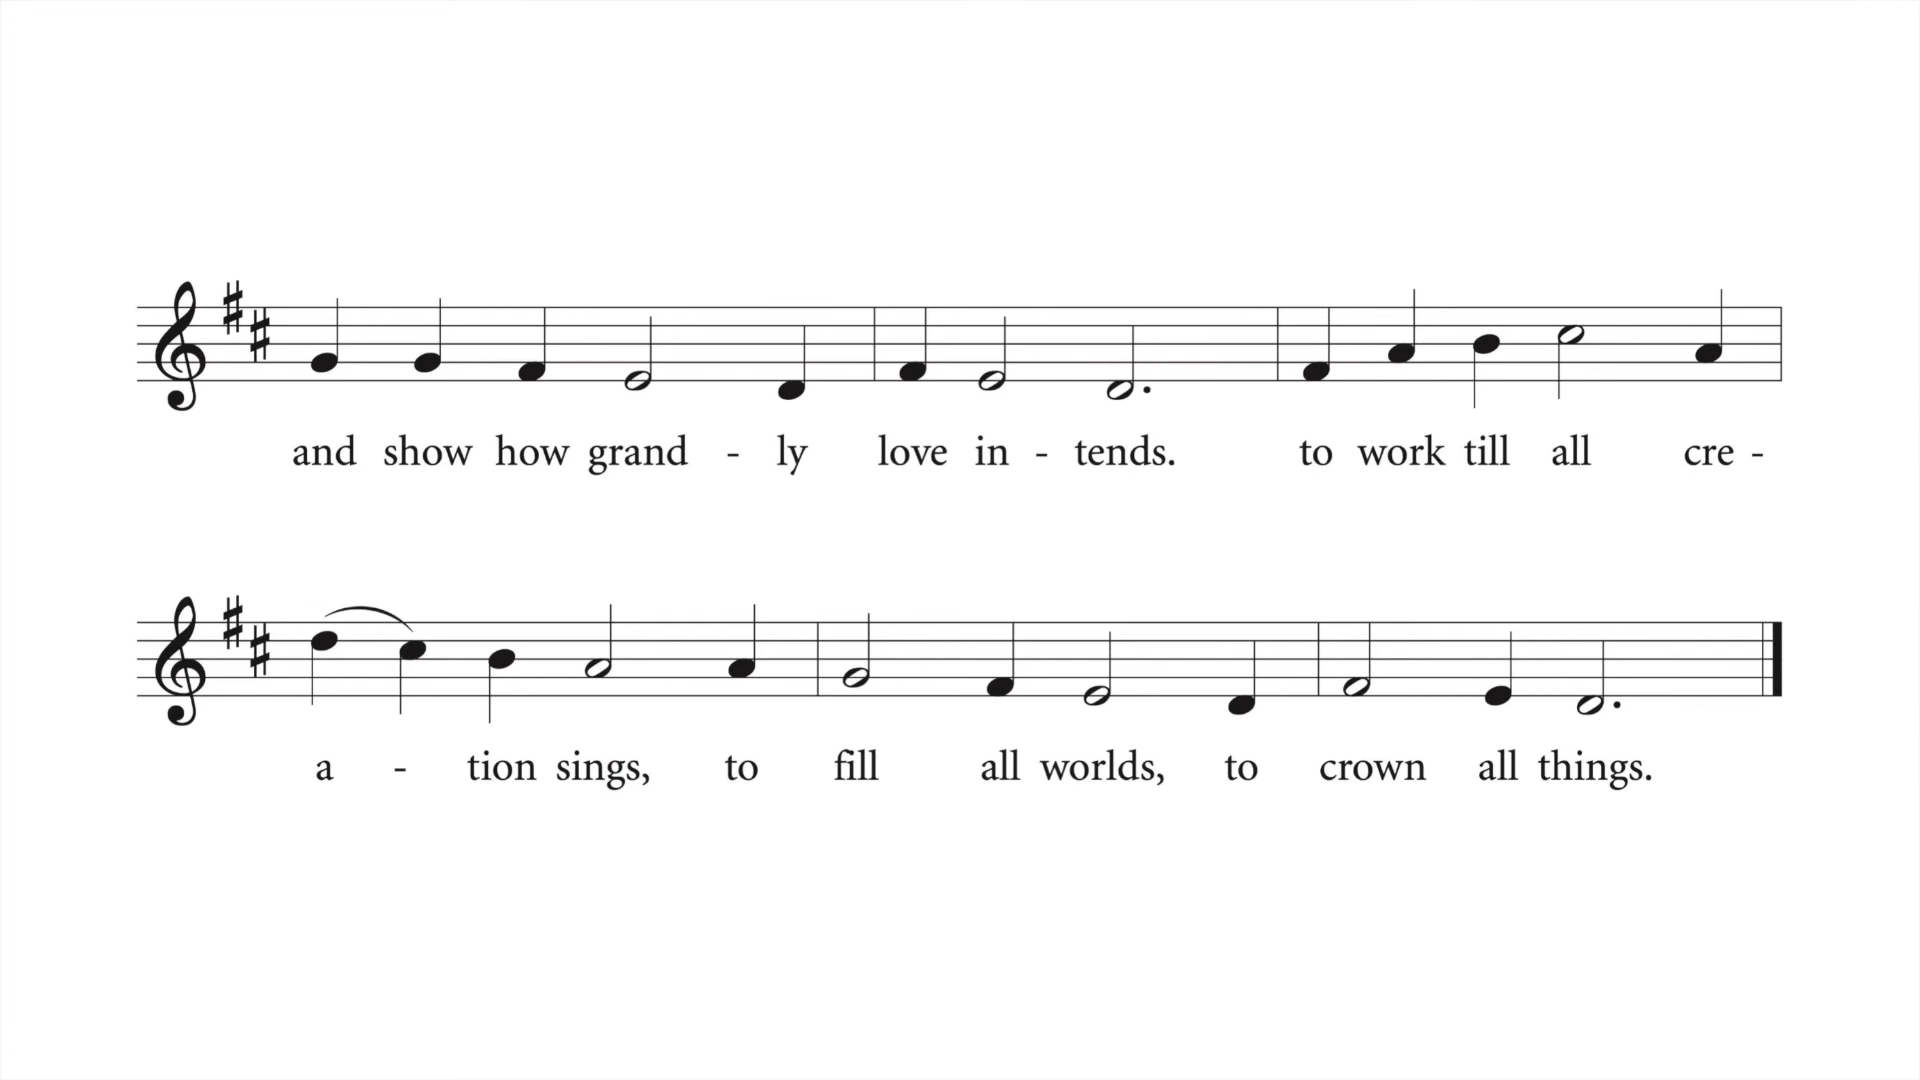 and show how grand - ly love in - tends. to work till all cre -
a - tion sings, to fill all worlds, to crown all things.